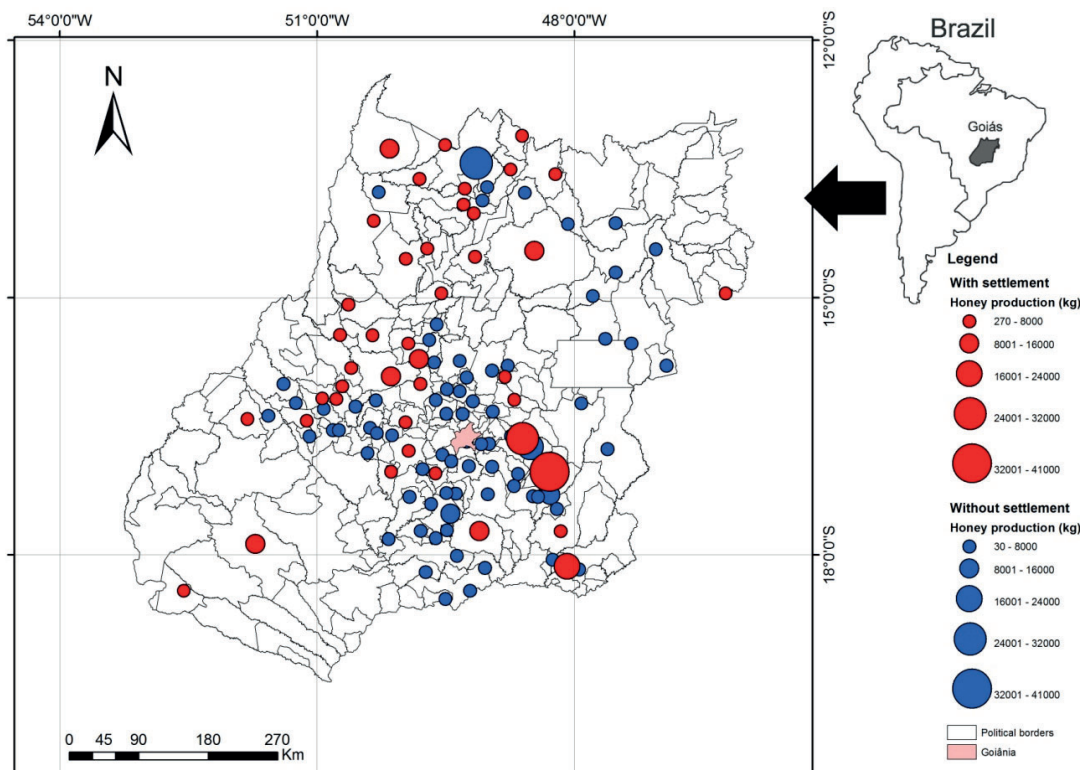 54°0'0"W
51°0'0"W
48°0'0"W
12°0'0"S
15°0'0"S
18°0'0"S
N
0 45 90 180 270
Km
Brazil
Goiás
Legend
With settlement
Honey production (kg)
270 - 8000
8001 - 16000
16001 - 24000
24001 - 32000
32001 - 41000
Without settlement
Honey production (kg)
30 - 8000
8001 - 16000
16001 - 24000
24001 - 32000
32001 - 41000
Political borders
Goiânia